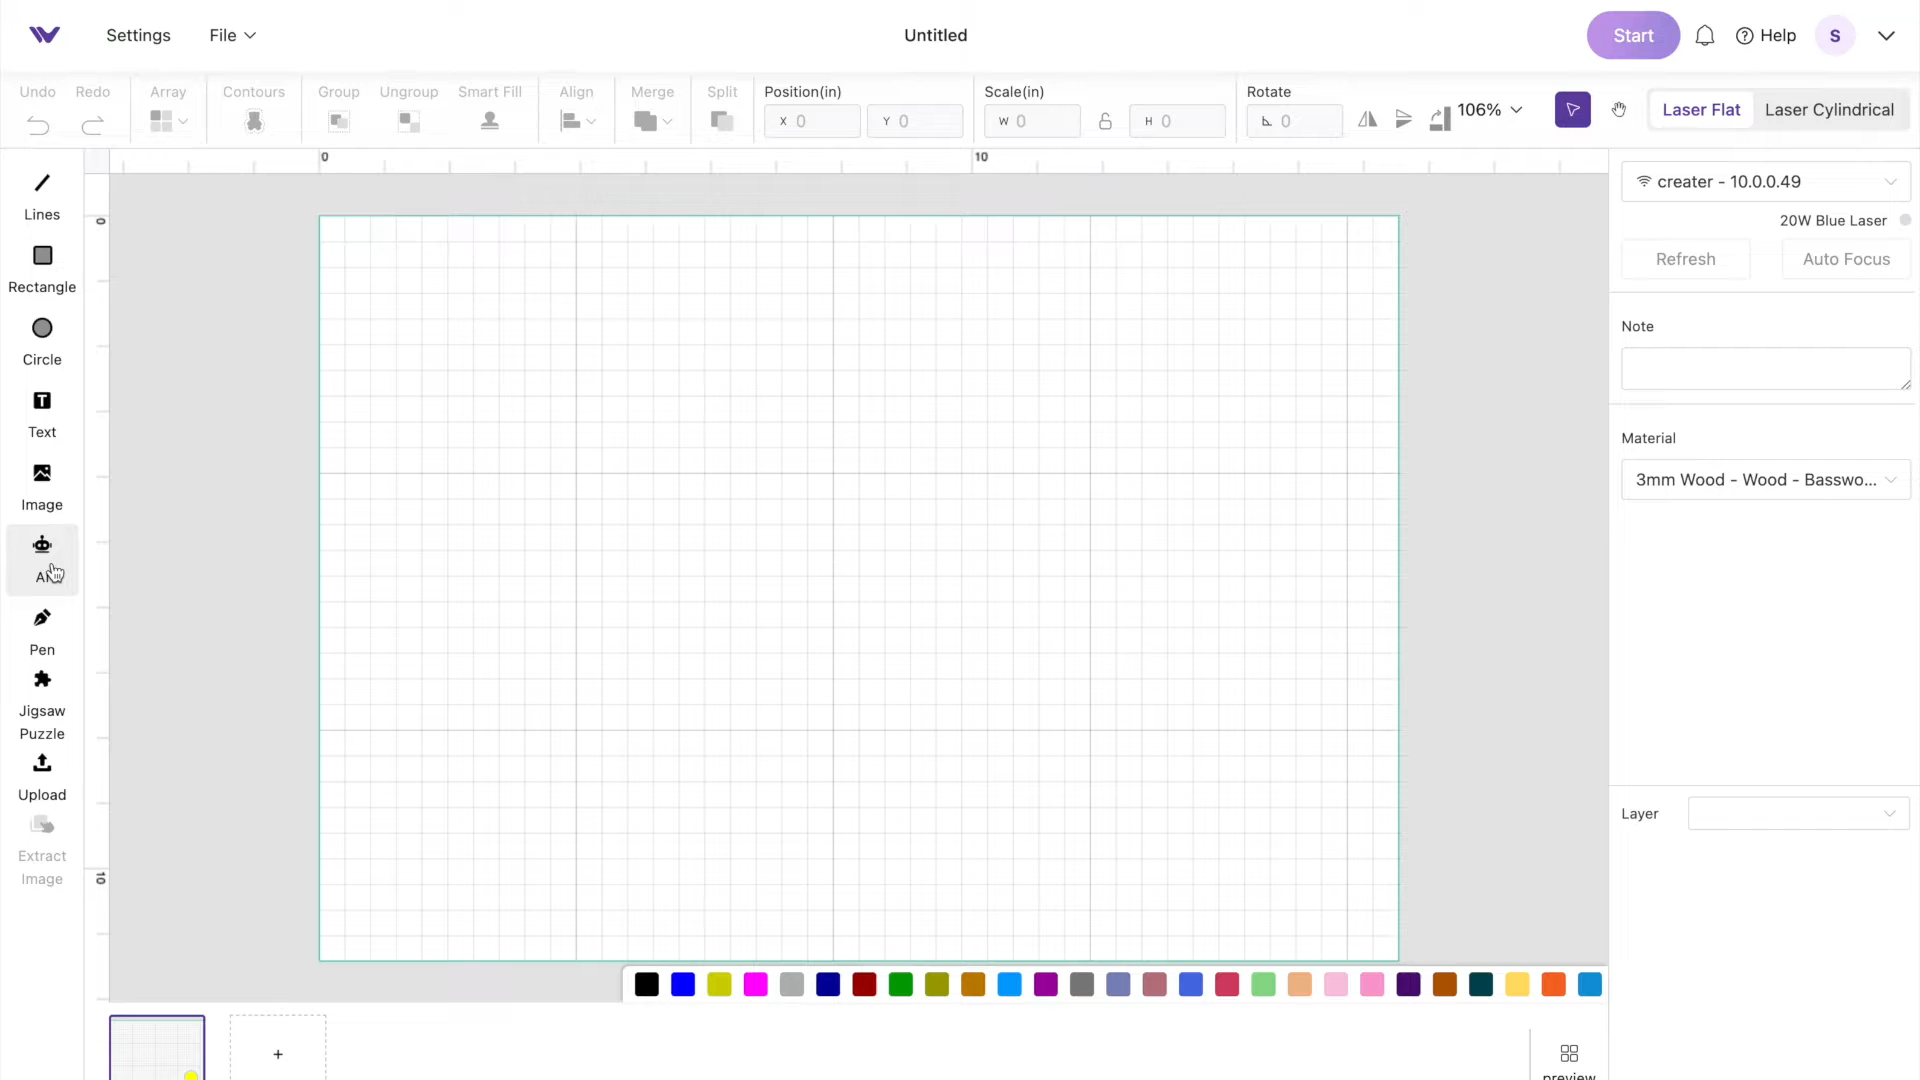 Settings File Untitled Start Help S
Undo Redo Array Contours Group Ungroup Smart Fill Align Merge Split Position(in) Scale(in) Rotate
X 0 Y 0 W 0 H 0 0 106% Laser Flat Laser Cylindrical
0 10
0
10
Lines
Rectangle
Circle
T
Text
Image
Pen
Jigsaw
Puzzle
Upload
Extract
Image
creater - 10.0.0.49
20W Blue Laser
Refresh Auto Focus
Note
Material
3mm Wood - Wood - Basswo...
Layer
+
preview